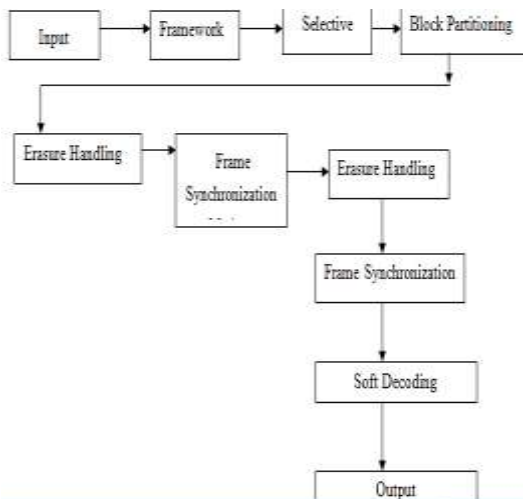 Input
Framework
Selective
Block Partitioning
Erasure Handling
Frame
Synchronization
Erasure Handling
Frame Synchronization
Soft Decoding
Output